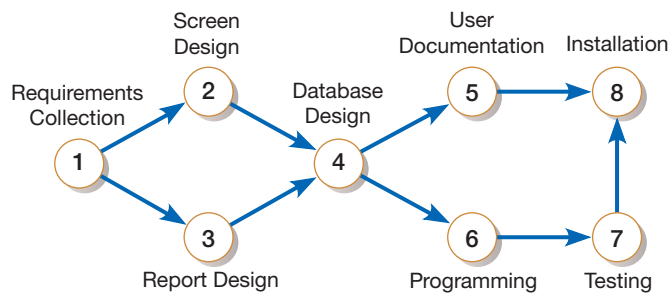 Screen
Design
User
Documentation
Installation
Requirements
Collection
Database
Design
2
5
8
1
4
3
6
7
Report Design
Programming
Testing